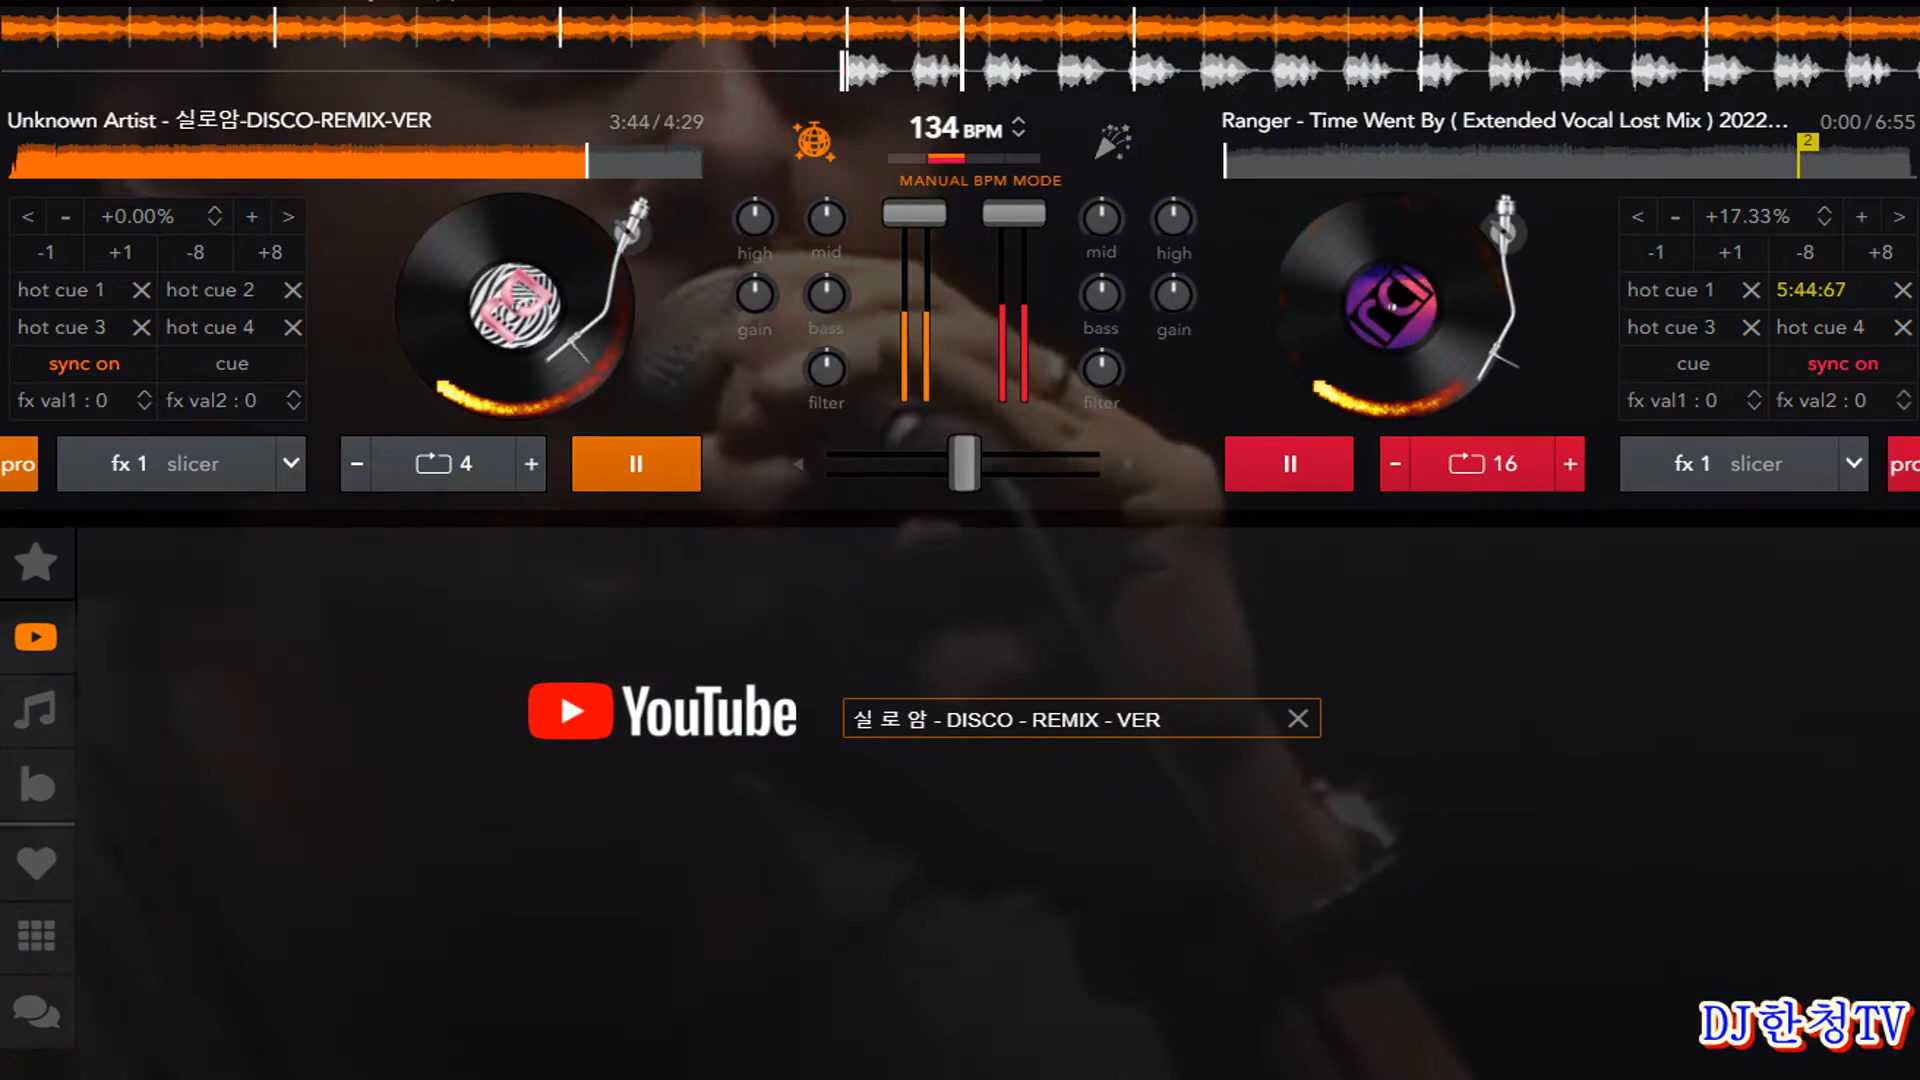 Unknown Artist - 실로암-DISCO-REMIX-VER
3:44/4:29
134 BPM
MANUAL BPM MODE
Ranger - Time Went By ( Extended Vocal Lost Mix ) 2022...
0:00/6:55
2
< - +0.00% + >
-1 +1 -8 +8
hot cue 1 hot cue 2
hot cue 3 hot cue 4
sync on cue
fx val1 : 0 fx val2 : 0
high mid
gain bass
filter
mid high
bass gain
filter
< - +17.33% + >
-1 +1 -8 +8
hot cue 1 5:44:67
hot cue 3 hot cue 4
cue sync on
fx val1 : 0 fx val2 : 0
pro fx 1 slicer - 4 +
- 16 + fx 1 slicer pro
YouTube
실 로 암 - DISCO - REMIX - VER
DJ한청TV